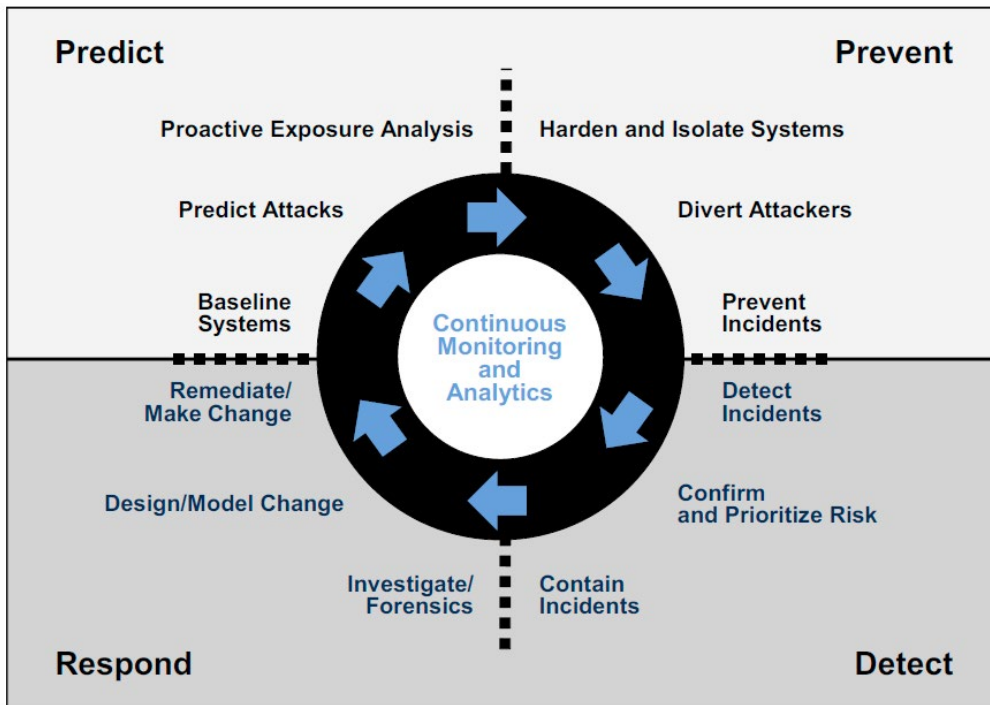 Predict
Prevent
Proactive Exposure Analysis
Harden and Isolate Systems
Predict Attacks
Divert Attackers
Baseline
Systems
Prevent
Incidents
Continuous
Monitoring
and
Analytics
Remediate/
Make Change
Detect
Incidents
Design/Model Change
Confirm
and Prioritize Risk
Investigate/
Forensics
Contain
Incidents
Respond
Detect